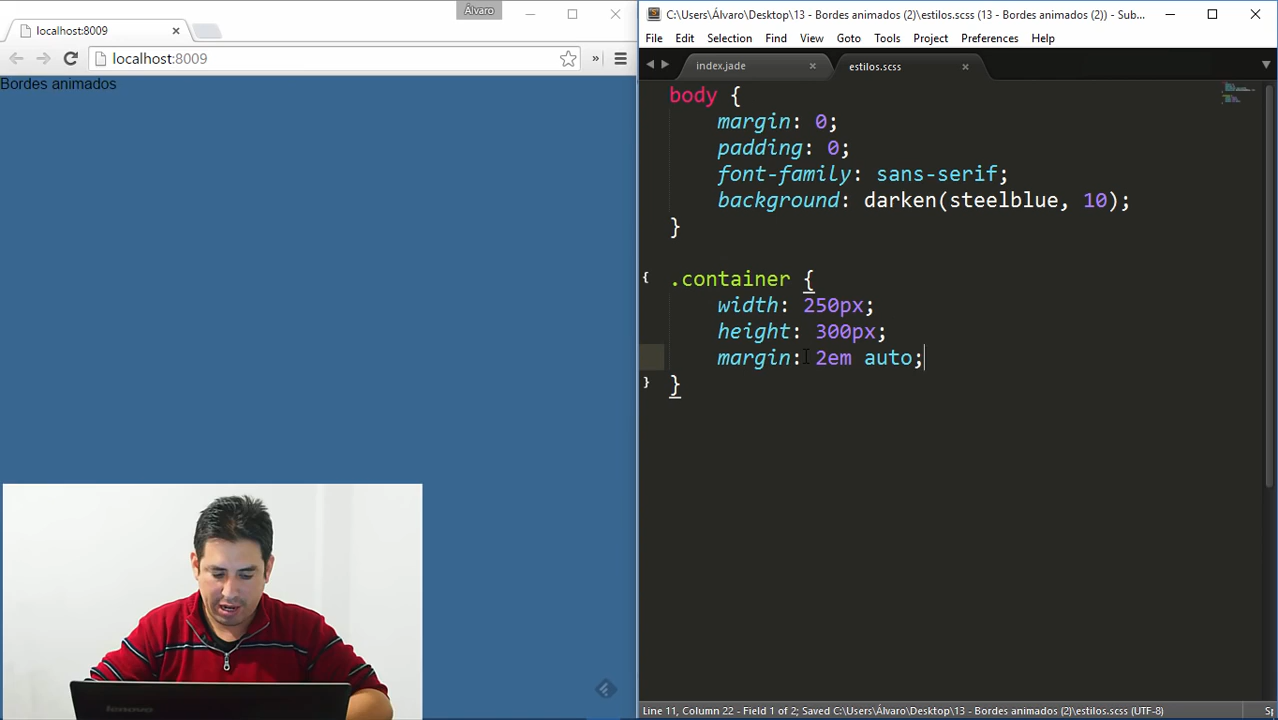 Álvaro
localhost:8009
localhost:8009
»
Bordes animados
lenovo
C:\Users\Álvaro\Desktop\13 - Bordes animados (2)\estilos.scss (13 - Bordes animados (2)) - Sub...
File Edit Selection Find View Goto Tools Project Preferences Help
index.jade estilos.scss
body {
margin: 0;
padding: 0;
font-family: sans-serif;
background: darken(steelblue, 10);
}
.container {
width: 250px;
height: 300px;
margin: 2em auto;
}
Line 11, Column 22 - Field 1 of 2; Saved C:\Users\Álvaro\Desktop\13 - Bordes animados (2)\estilos.scss (UTF-8) Sp